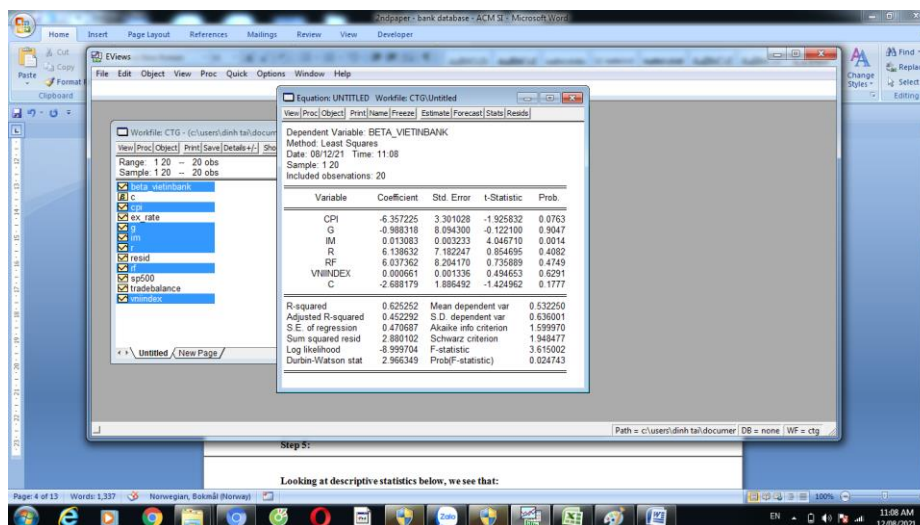 2ndpaper - bank database - ACM SI - Microsoft Word
Home Insert Page Layout References Mailings Review View Developer
Cut
Copy
Paste
Format
Clipboard
Change
Styles
Find
Replac
Select
Editing
EViews
File Edit Object View Proc Quick Options Window Help
Workfile: CTG - (c:\users\dinh tai\docum
View Proc Object Print Save Details+/- Sho
Range: 1 20 -- 20 obs
Sample: 1 20 -- 20 obs
beta_vietinbank
c
cpi
ex_rate
g
im
r
resid
rf
sp500
tradebalance
vniindex
Untitled New Page
Equation: UNTITLED Workfile: CTG\Untitled
View Proc Object Print Name Freeze Estimate Forecast Stats Resids
Dependent Variable: BETA_VIETINBANK
Method: Least Squares
Date: 08/12/21 Time: 11:08
Sample: 1 20
Included observations: 20
Variable Coefficient Std. Error t-Statistic Prob.
CPI -6.357225 3.301028 -1.925832 0.0763
G -0.988318 8.094300 -0.122100 0.9047
IM 0.013083 0.003233 4.046710 0.0014
R 6.138632 7.182247 0.854695 0.4082
RF 6.037362 8.204170 0.735889 0.4749
VNIINDEX 0.000661 0.001336 0.494653 0.6291
C -2.688179 1.886492 -1.424962 0.1777
R-squared 0.625252 Mean dependent var 0.532250
Adjusted R-squared 0.452292 S.D. dependent var 0.636001
S.E. of regression 0.470687 Akaike info criterion 1.599970
Sum squared resid 2.880102 Schwarz criterion 1.948477
Log likelihood -8.999704 F-statistic 3.615002
Durbin-Watson stat 2.966349 Prob(F-statistic) 0.024743
Path = c:\users\dinh tai\documer DB = none WF = ctg
Step 5:
Looking at descriptive statistics below, we see that:
Page: 4 of 13 Words: 1,337 Norwegian, Bokmål (Norway) 100%
Zalo
EN 11:08 AM